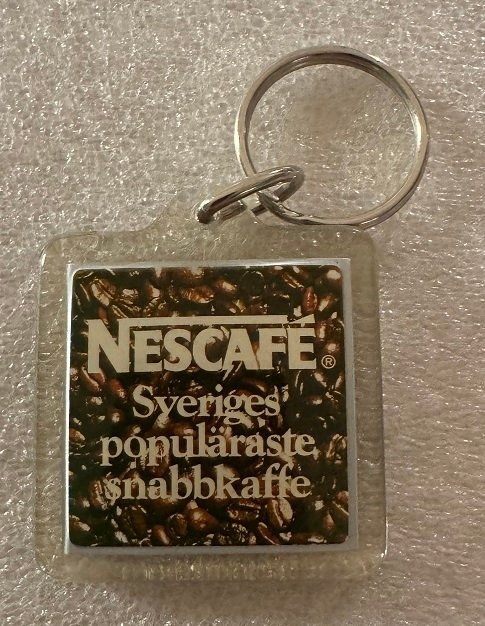 NESCAFÉ®
Sveriges
populäraste
snabbkaffe